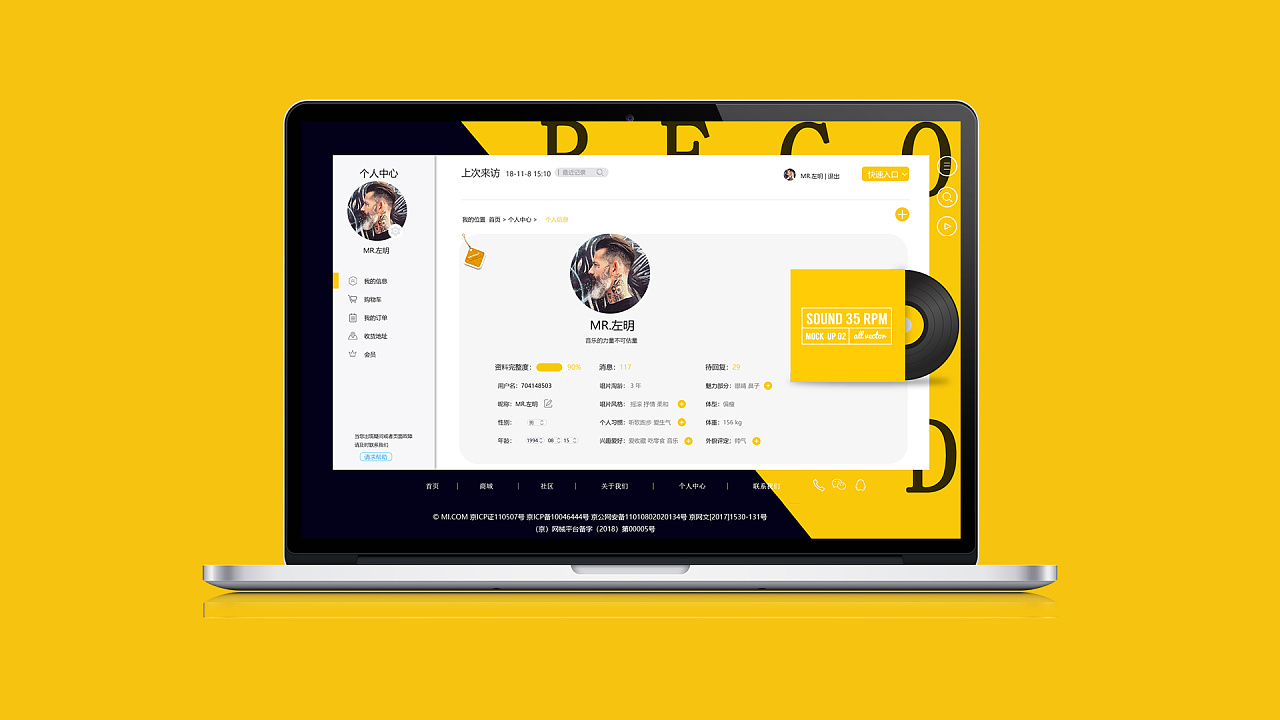 R E C O
D
个人中心
MR.左明
我的信息
购物车
我的订单
收货地址
会员
当您出现疑问或者页面故障
请及时联系我们
请求帮助
上次来访 18-11-8 15:10 最近记录
MR.左明 | 退出 快速入口
我的位置 首页 > 个人中心 > 个人信息
MR.左明
音乐的力量不可估量
资料完整度: 90% 消息: 117 待回复: 29
用户名: 704148503 唱片淘龄: 3 年 魅力部分: 眼睛 鼻子
昵称: MR.左明 唱片风格: 摇滚 抒情 柔和 体型: 偏瘦
性别: 男 个人习惯: 听歌跑步 爱生气 体重: 156 kg
年龄: 1994 08 15 兴趣爱好: 爱收藏 吃零食 音乐 外貌评定: 帅气
SOUND 35 RPM
MOCK UP 02 all vector
首页 | 商城 | 社区 | 关于我们 | 个人中心 | 联系我们
© MI.COM 京ICP证110507号 京ICP备10046444号 京公网安备11010802020134号 京网文[2017]1530-131号
（京）网械平台备字（2018）第00005号